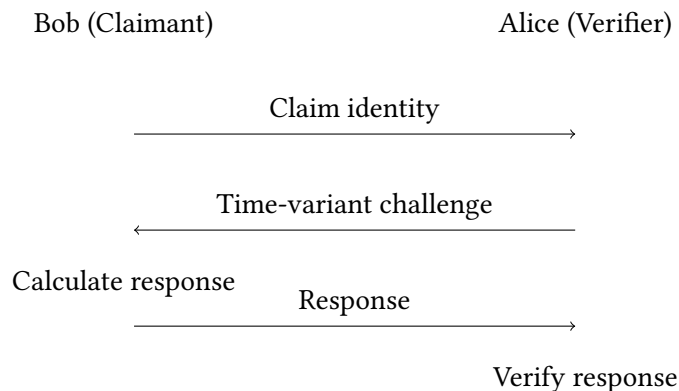 Bob (Claimant)
Alice (Verifier)
Claim identity
Time-variant challenge
Calculate response
Response
Verify response